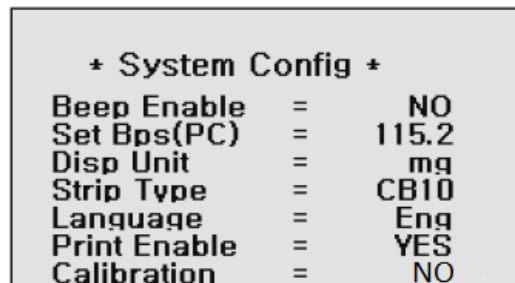 * System Config *
Beep Enable = NO
Set Bps(PC) = 115.2
Disp Unit = mg
Strip Type = CB10
Language = Eng
Print Enable = YES
Calibration = NO